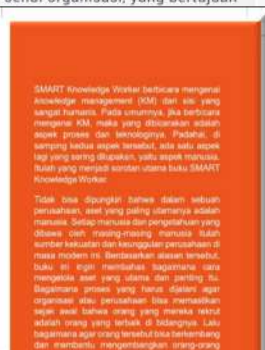 SMART Knowledge Worker berbicara mengenai
knowledge management (KM) dari sisi yang
sangat humanis. Pada umumnya, jika berbicara
mengenai KM, maka yang dibicarakan adalah
aspek proses dan teknologinya. Padahal, di
samping kedua aspek tersebut, ada satu aspek
lagi yang sering dilupakan, yaitu aspek manusia.
Itulah yang menjadi sorotan utama buku SMART
Knowledge Worker.
Tidak bisa dipungkiri bahwa dalam sebuah
perusahaan, aset yang paling utamanya adalah
manusia. Setiap manusia dan pengetahuan yang
dibawa oleh masing-masing manusia itulah
sumber kekuatan dan keunggulan perusahaan di
masa modern ini. Berdasarkan alasan tersebut,
buku ini ingin membahas bagaimana cara
mengelola aset yang utama dan penting itu.
Bagaimana proses yang harus dijalani agar
organisasi atau perusahaan bisa memastikan
sejak awal bahwa orang yang mereka rekrut
adalah orang yang terbaik di bidangnya. Lalu
bagaimana agar orang tersebut bisa berkembang
dan membantu mengembangkan orang-orang